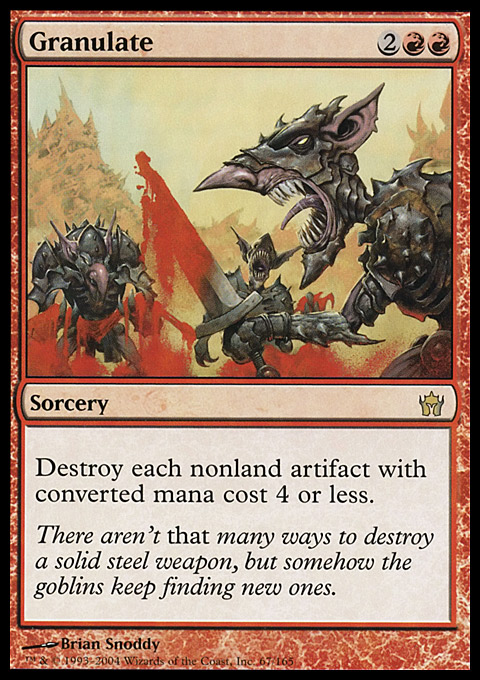 Granulate 2
Sorcery
Destroy each nonland artifact with
converted mana cost 4 or less.
There aren't that many ways to destroy
a solid steel weapon, but somehow the
goblins keep finding new ones.
Brian Snoddy
™ & © 1993–2004 Wizards of the Coast, Inc. 67/165